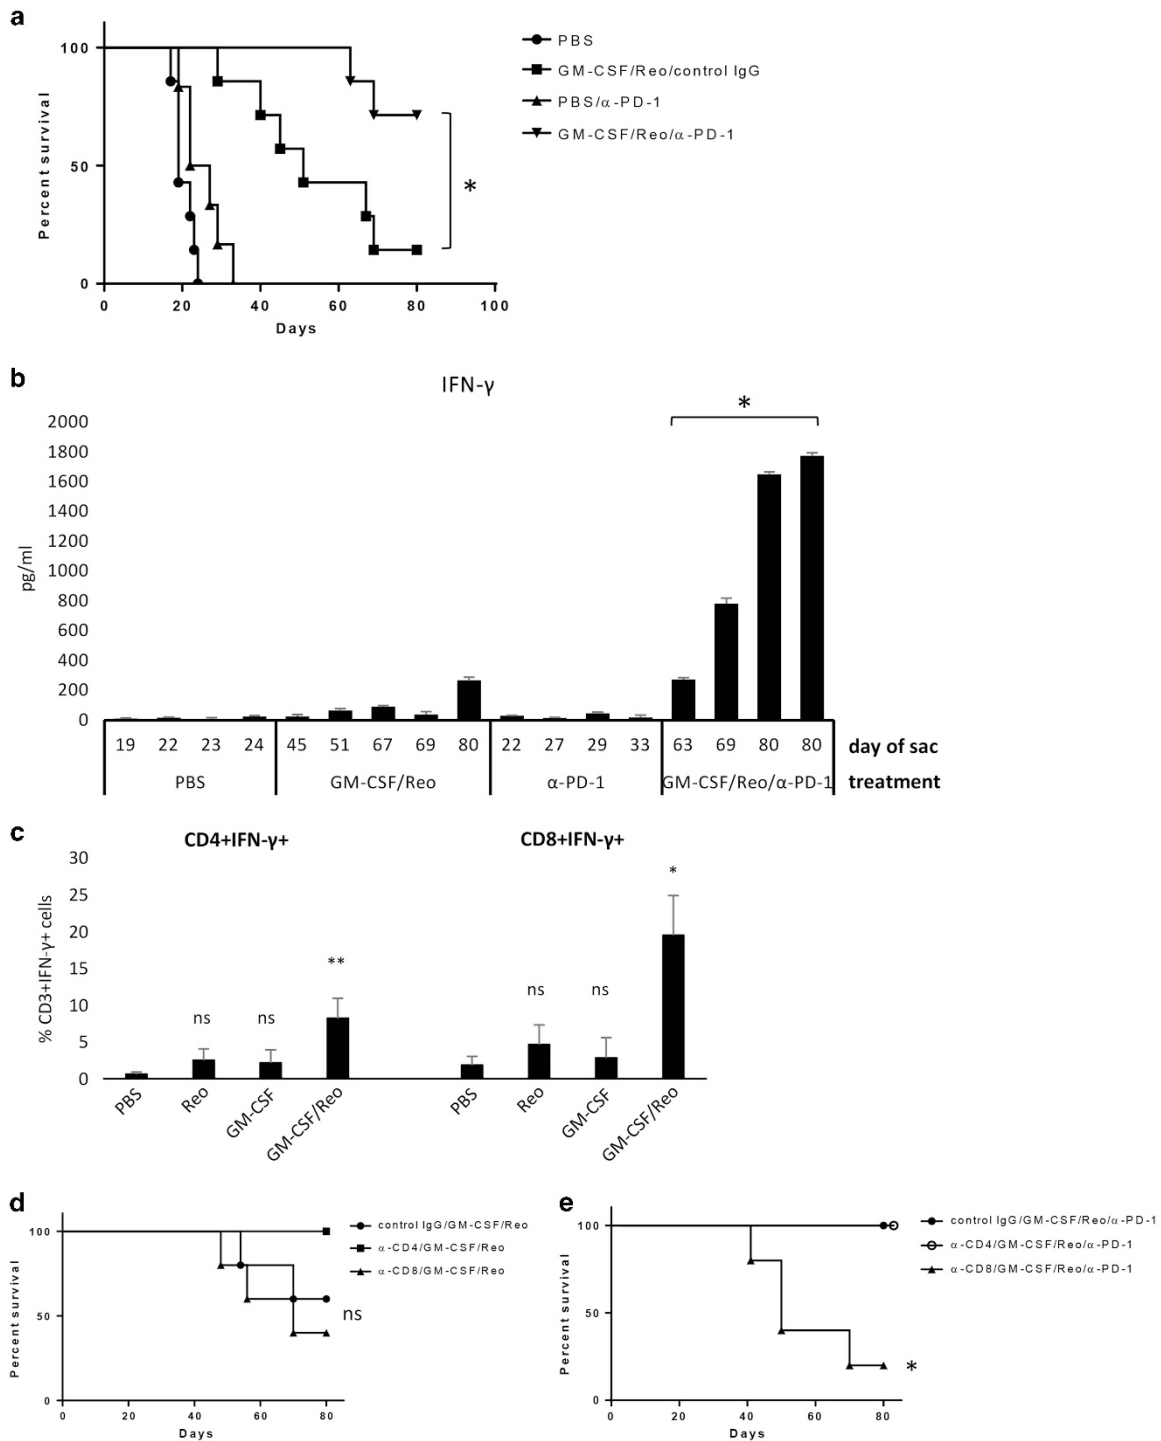 a
100
50
0
Percent survival
0 20 40 60 80 100
Days
PBS
GM-CSF/Reo/control IgG
PBS/α-PD-1
GM-CSF/Reo/α-PD-1
*
b
IFN-γ
*
2000
1800
1600
1400
1200
1000
800
600
400
200
0
pg/ml
19 22 23 24 45 51 67 69 80 22 27 29 33 63 69 80 80 day of sac
PBS GM-CSF/Reo α-PD-1 GM-CSF/Reo/α-PD-1 treatment
c
CD4+IFN-γ+ CD8+IFN-γ+
30
25
20
15
10
5
0
% CD3+IFN-γ+ cells
ns ns **
ns ns *
PBS Reo GM-CSF GM-CSF/Reo
PBS Reo GM-CSF GM-CSF/Reo
d
100
50
0
Percent survival
0 20 40 60 80
Days
control IgG/GM-CSF/Reo
α-CD4/GM-CSF/Reo
α-CD8/GM-CSF/Reo
ns
e
100
50
0
Percent survival
0 20 40 60 80
Days
control IgG/GM-CSF/Reo/α-PD-1
α-CD4/GM-CSF/Reo/α-PD-1
α-CD8/GM-CSF/Reo/α-PD-1
*